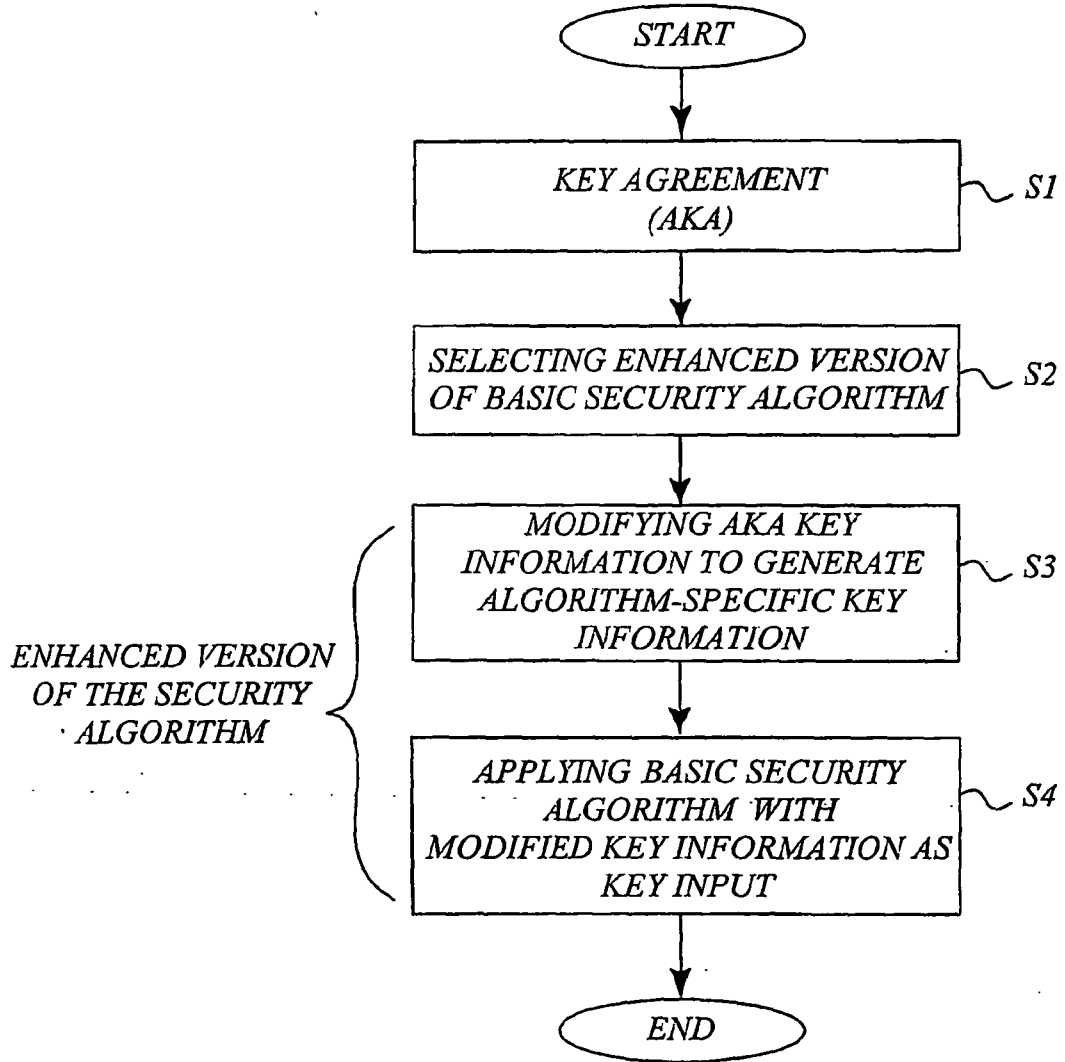 START
KEY AGREEMENT
(AKA)
S1
SELECTING ENHANCED VERSION
OF BASIC SECURITY ALGORITHM
S2
MODIFYING AKA KEY
INFORMATION TO GENERATE
ALGORITHM-SPECIFIC KEY
INFORMATION
S3
ENHANCED VERSION
OF THE SECURITY
ALGORITHM
APPLYING BASIC SECURITY
ALGORITHM WITH
MODIFIED KEY INFORMATION AS
KEY INPUT
S4
END